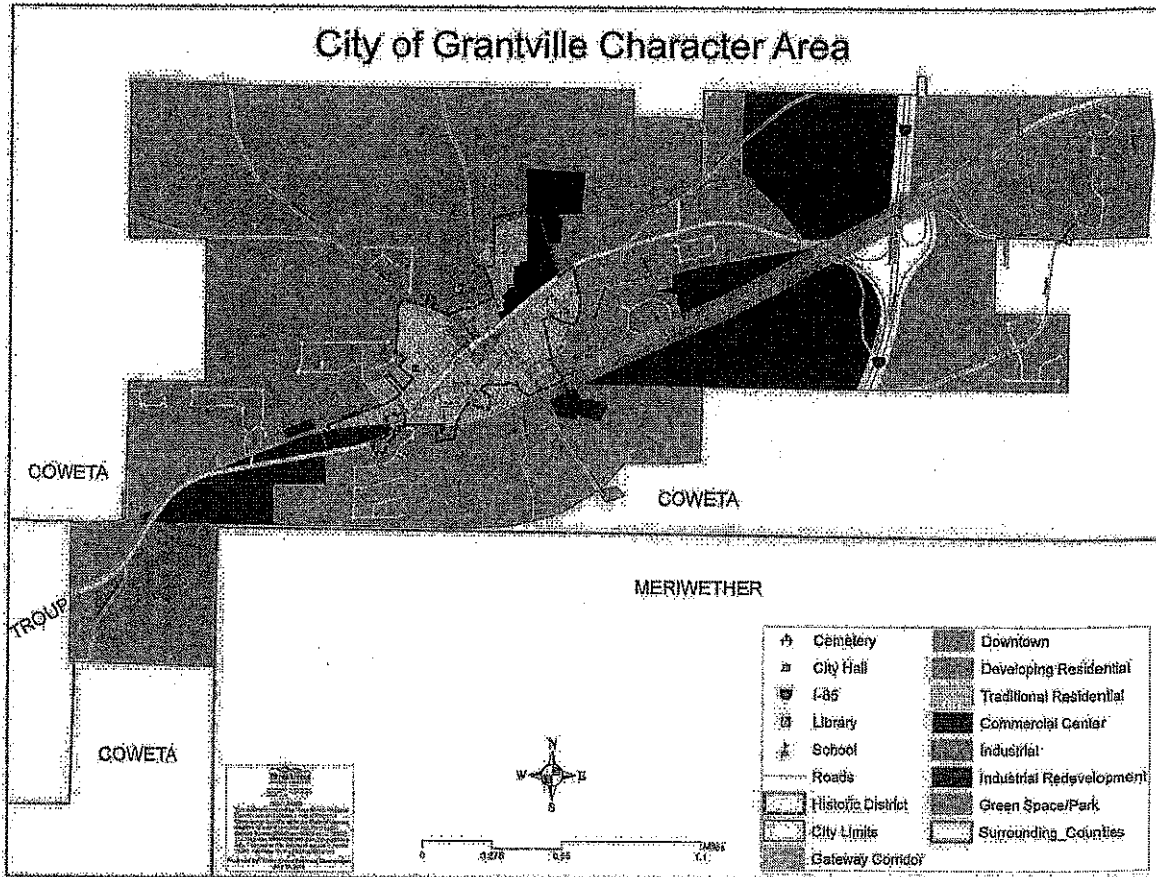 City of Grantville Character Area
COWETA
COWETA
MERIWETHER
TROUP
COWETA
N
W E
S
0 0.275 0.55 1.1
Miles
Cemetery
City Hall
I-85
Library
School
Roads
Historic District
City Limits
Gateway Corridor
Downtown
Developing Residential
Traditional Residential
Commercial Center
Industrial
Industrial Redevelopment
Green Space/Park
Surrounding_Counties